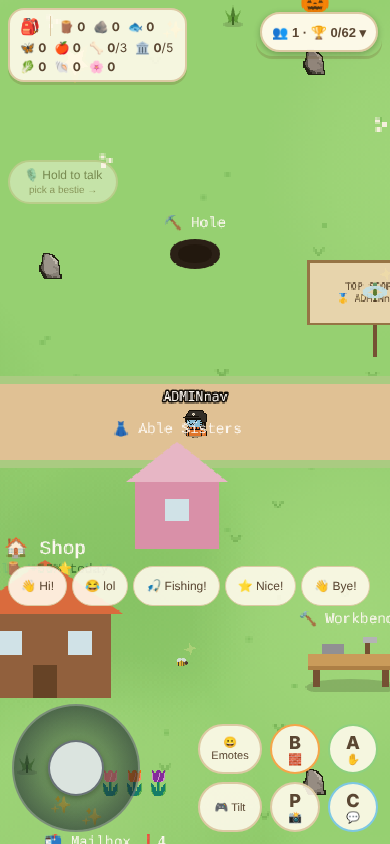 🎒 🪵 0 🪨 0 🐟 0
🦋 0 🍎 0 🦴 0/3 🏛️ 0/5
🥬 0 🐚 0 🌸 0
👥 1 · 🏆 0/62 ▾
🎙️ Hold to talk
pick a bestie →
⛏️ Hole
TOP
ADMINnav
👗 Able Sisters
🏠 Shop
👋 Hi!
😂 lol
🎣 Fishing!
⭐ Nice!
👋 Bye!
🔨 Workbenc
😀
Emotes
B
A
🎮 Tilt
P
C
📬 Mailbox
4